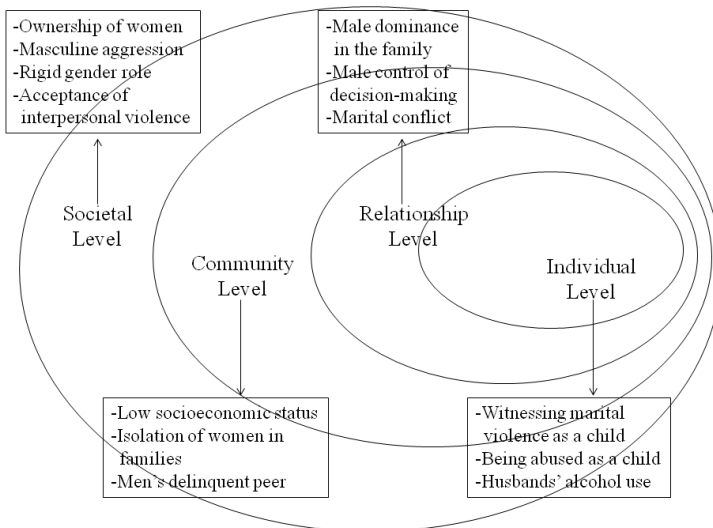 -Ownership of women
-Masculine aggression
-Rigid gender role
-Acceptance of
interpersonal violence
-Male dominance
in the family
-Male control of
decision-making
-Marital conflict
Societal
Level
Relationship
Level
Community
Level
Individual
Level
-Low socioeconomic status
-Isolation of women in
families
-Men's delinquent peer
-Witnessing marital
violence as a child
-Being abused as a child
-Husbands' alcohol use